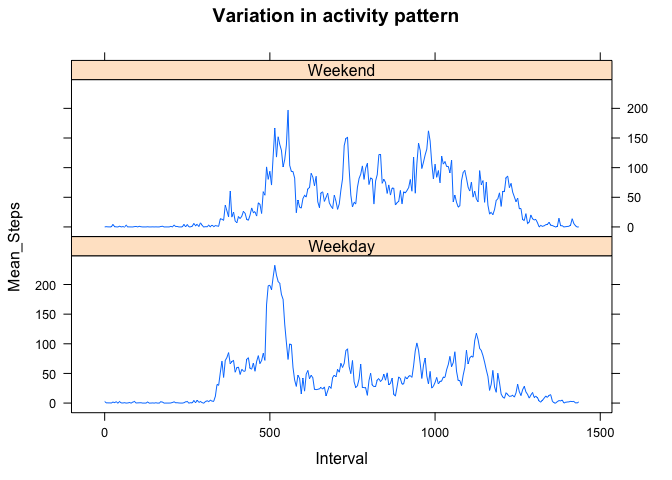 Variation in activity pattern
Weekend
200
150
100
50
0
Mean_Steps
Weekday
200
150
100
50
0
0 500 1000 1500
Interval